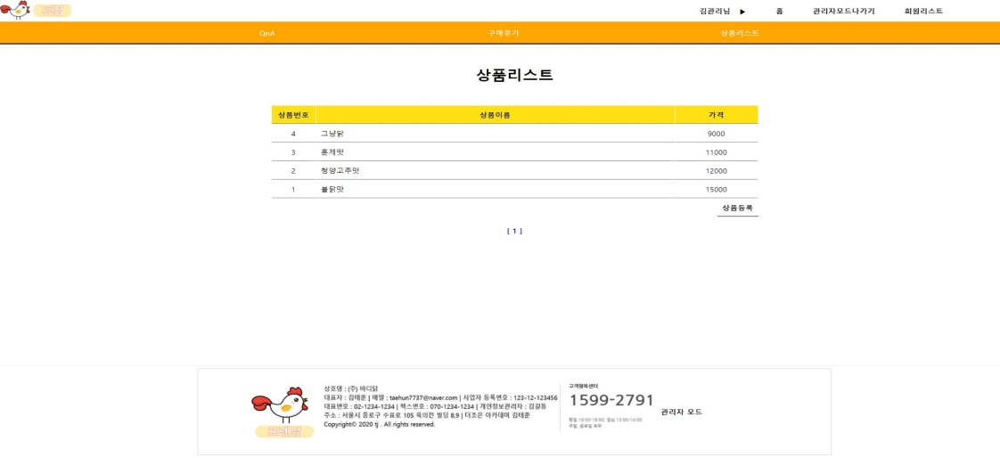 프렌닭
김관리님 ▶ 홈 관리자모드나가기 회원리스트
QnA 구매후기 상품리스트
상품리스트
상품번호 상품이름 가격
4 그냥닭 9000
3 훈제맛 11000
2 청양고추맛 12000
1 불닭맛 15000
상품등록
[ 1 ]
상호명 : (주) 바디닭
대표자 : 김태훈 | 메일 : taehun7737@naver.com | 사업자 등록번호 : 123-12-123456
대표번호 : 02-1234-1234 | 팩스번호 : 070-1234-1234 | 개인정보관리자 : 김길동
주소 : 서울시 종로구 수표로 105 육의전 빌딩 8,9 | 더조은 아카데미 김태훈
Copyright© 2020 tj . All rights reserved.
프렌닭
고객행복센터
1599-2791
평일 10:00-18:00, 점심 13:00-14:00
주말, 공휴일 휴무
관리자 모드